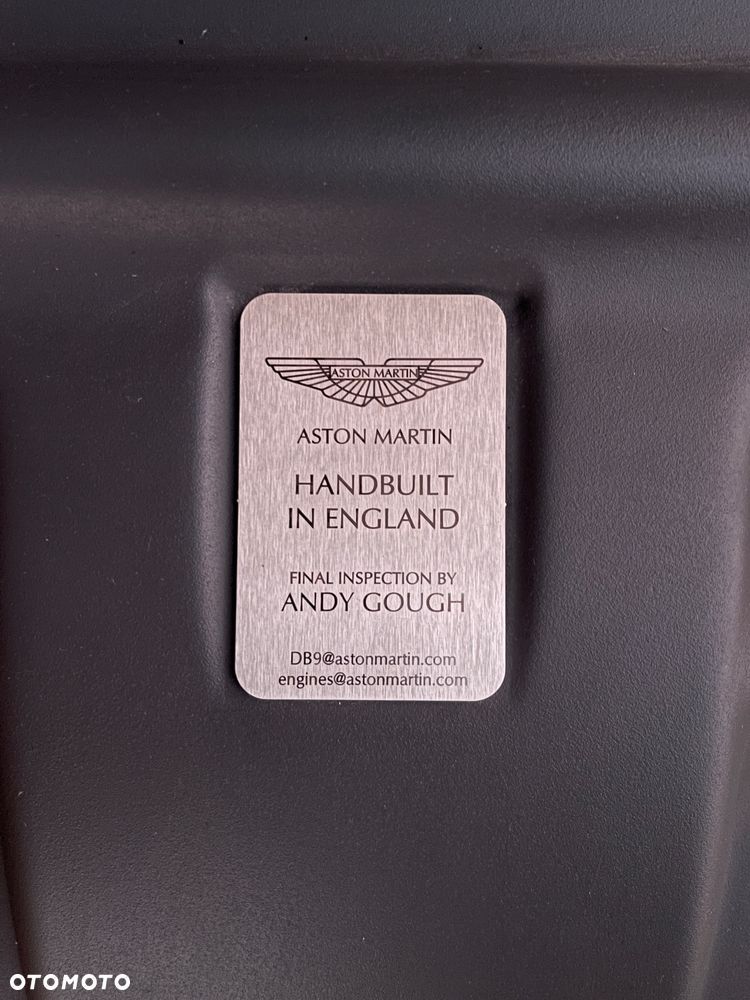 ASTON MARTIN
ASTON MARTIN
HANDBUILT
IN ENGLAND
FINAL INSPECTION BY
ANDY GOUGH
DB9@astonmartin.com
engines@astonmartin.com
OTOMOTO